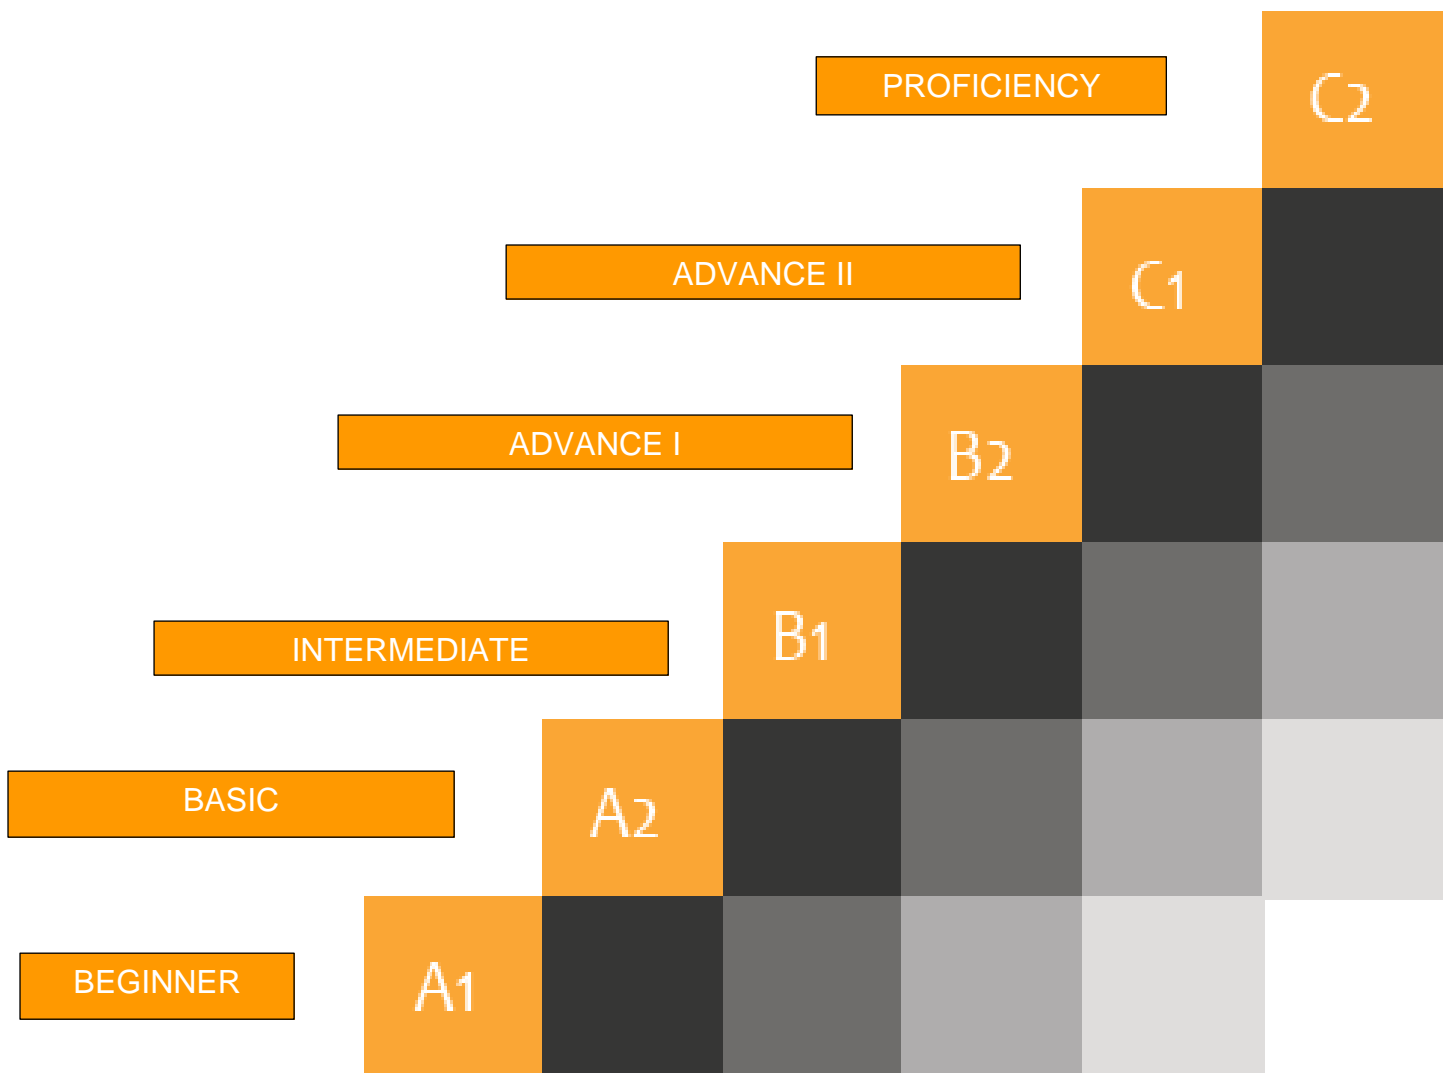 PROFICIENCY
C2
ADVANCE II
C1
ADVANCE I
B2
INTERMEDIATE
B1
BASIC
A2
BEGINNER
A1